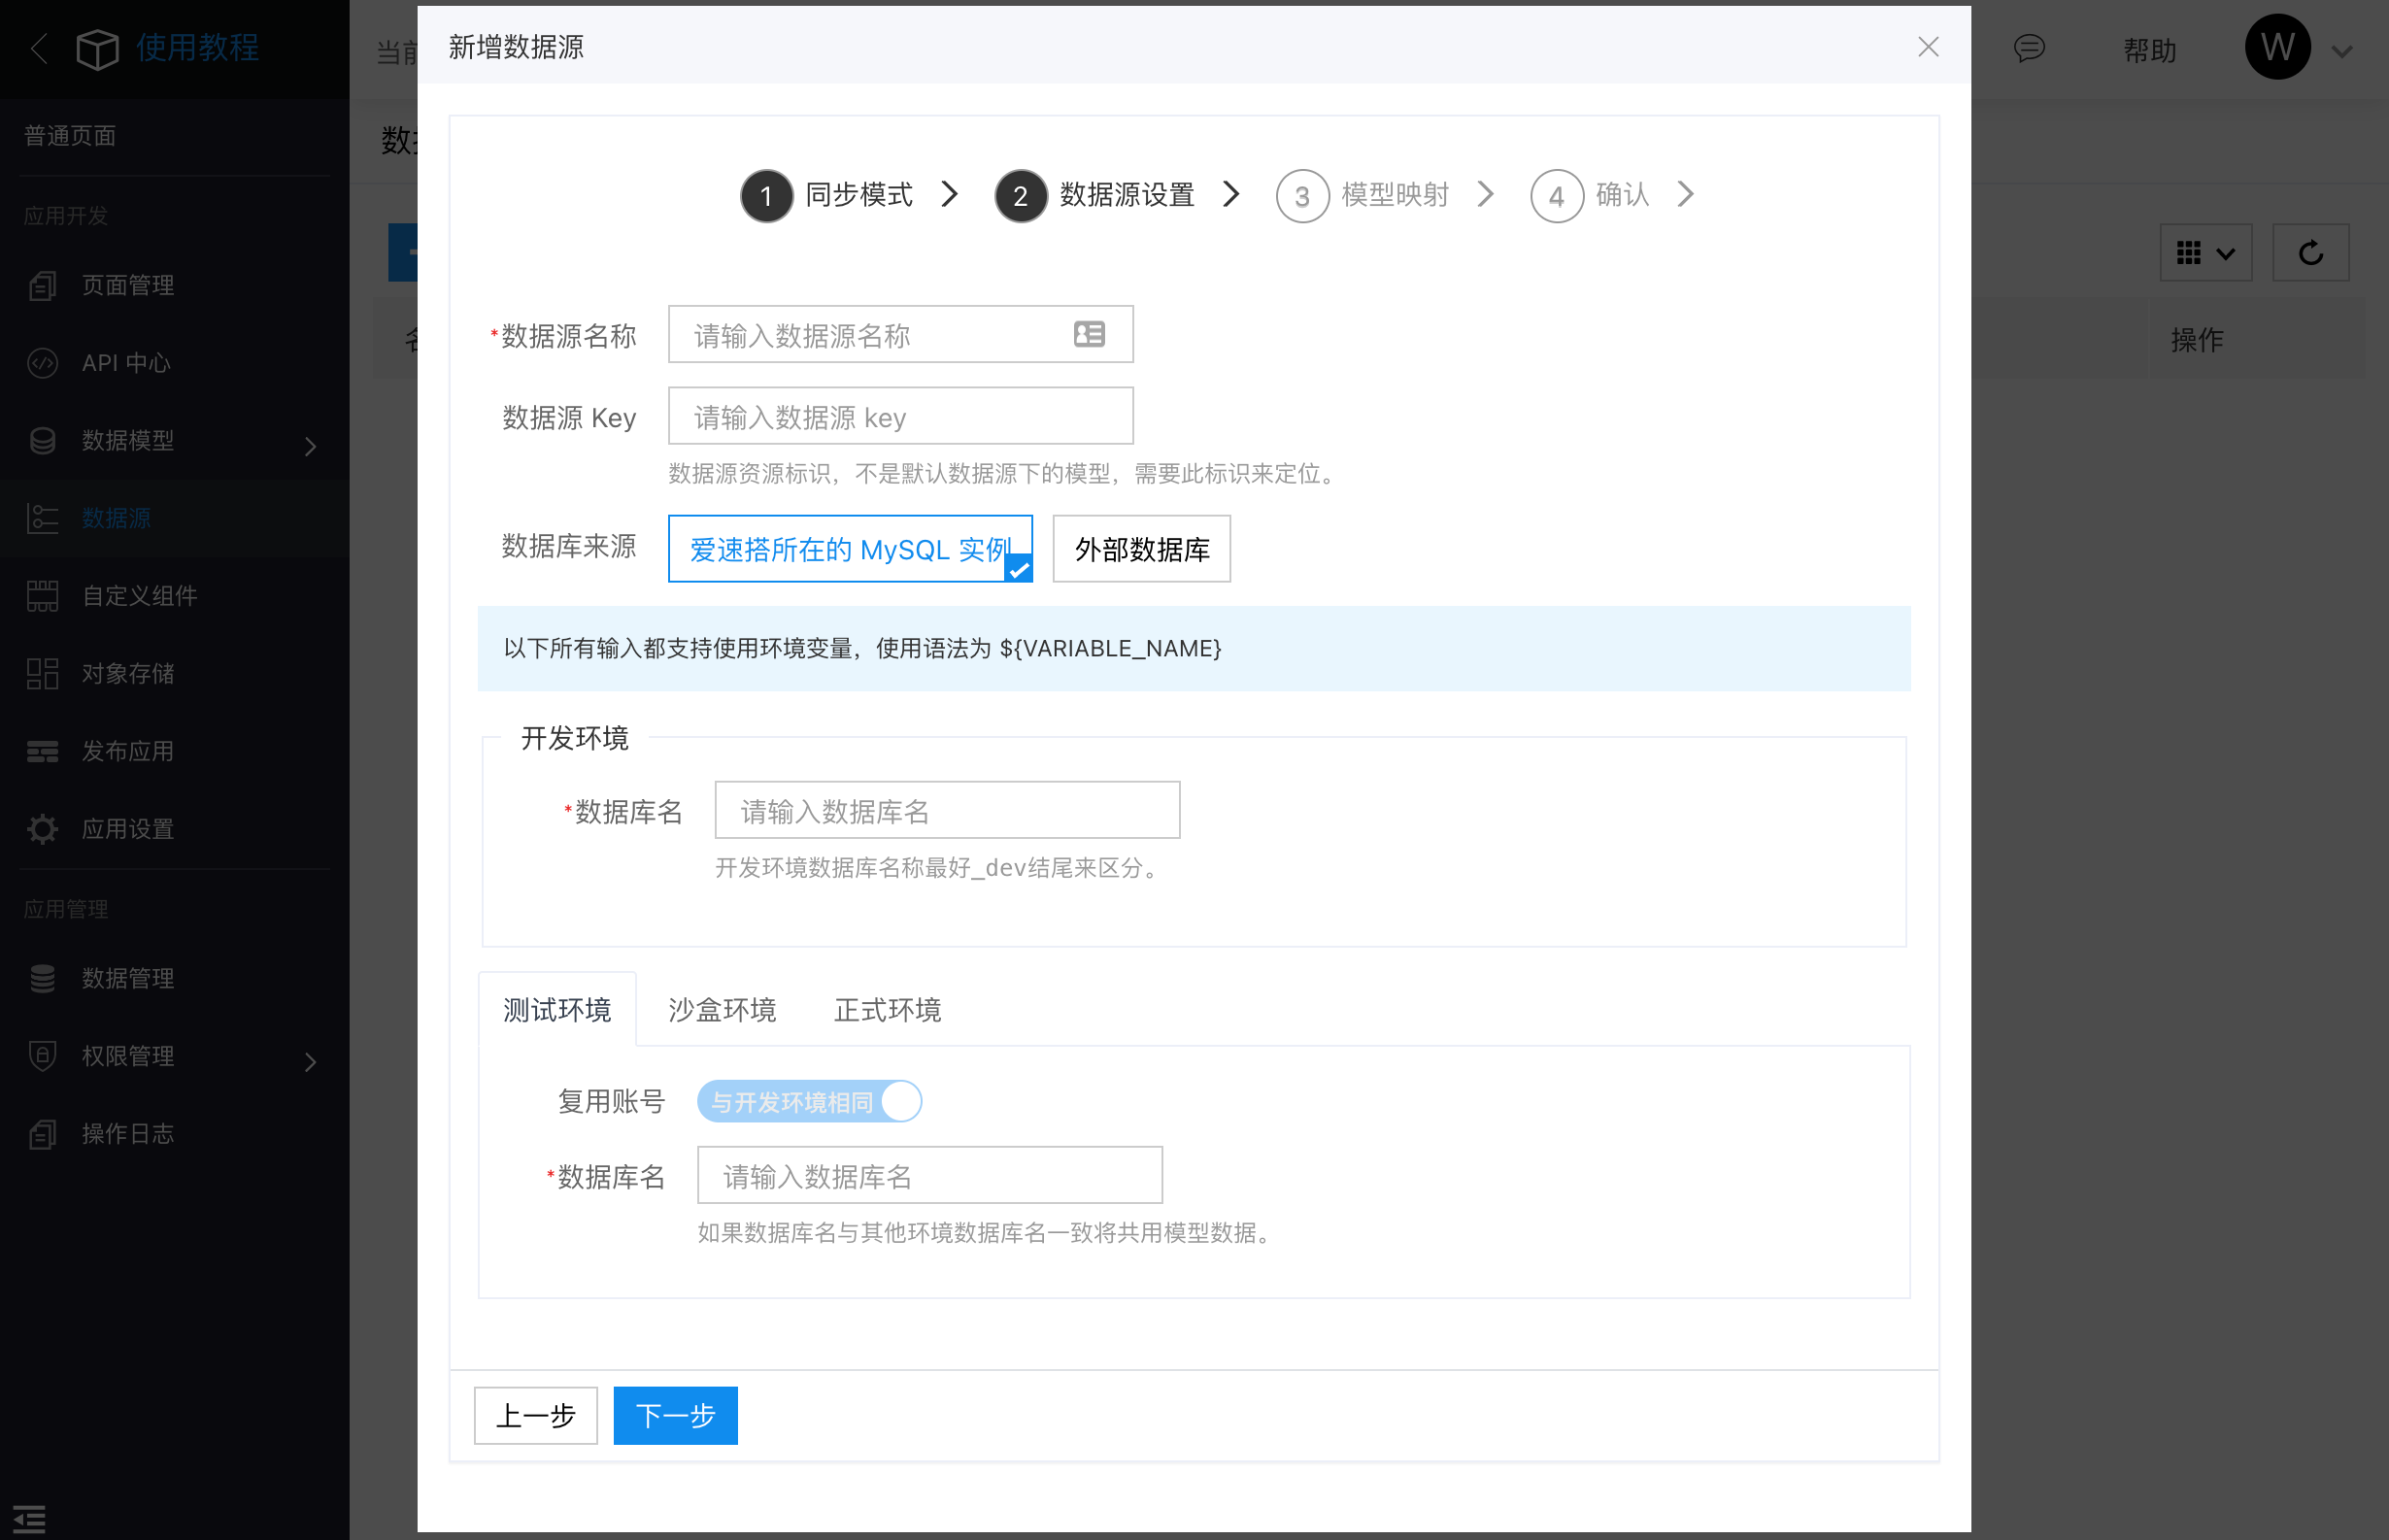 使用教程
当前
新增数据源
帮助
W
普通页面
应用开发
页面管理
API 中心
数据模型
数据源
自定义组件
对象存储
发布应用
应用设置
应用管理
数据管理
权限管理
操作日志
数据
操作
1 同步模式
2 数据源设置
3 模型映射
4 确认
*数据源名称
请输入数据源名称
数据源 Key
请输入数据源 key
数据源资源标识，不是默认数据源下的模型，需要此标识来定位。
数据库来源
爱速搭所在的 MySQL 实例
外部数据库
以下所有输入都支持使用环境变量，使用语法为 ${VARIABLE_NAME}
开发环境
*数据库名
请输入数据库名
开发环境数据库名称最好_dev结尾来区分。
测试环境
沙盒环境
正式环境
复用账号
与开发环境相同
*数据库名
请输入数据库名
如果数据库名与其他环境数据库名一致将共用模型数据。
上一步
下一步